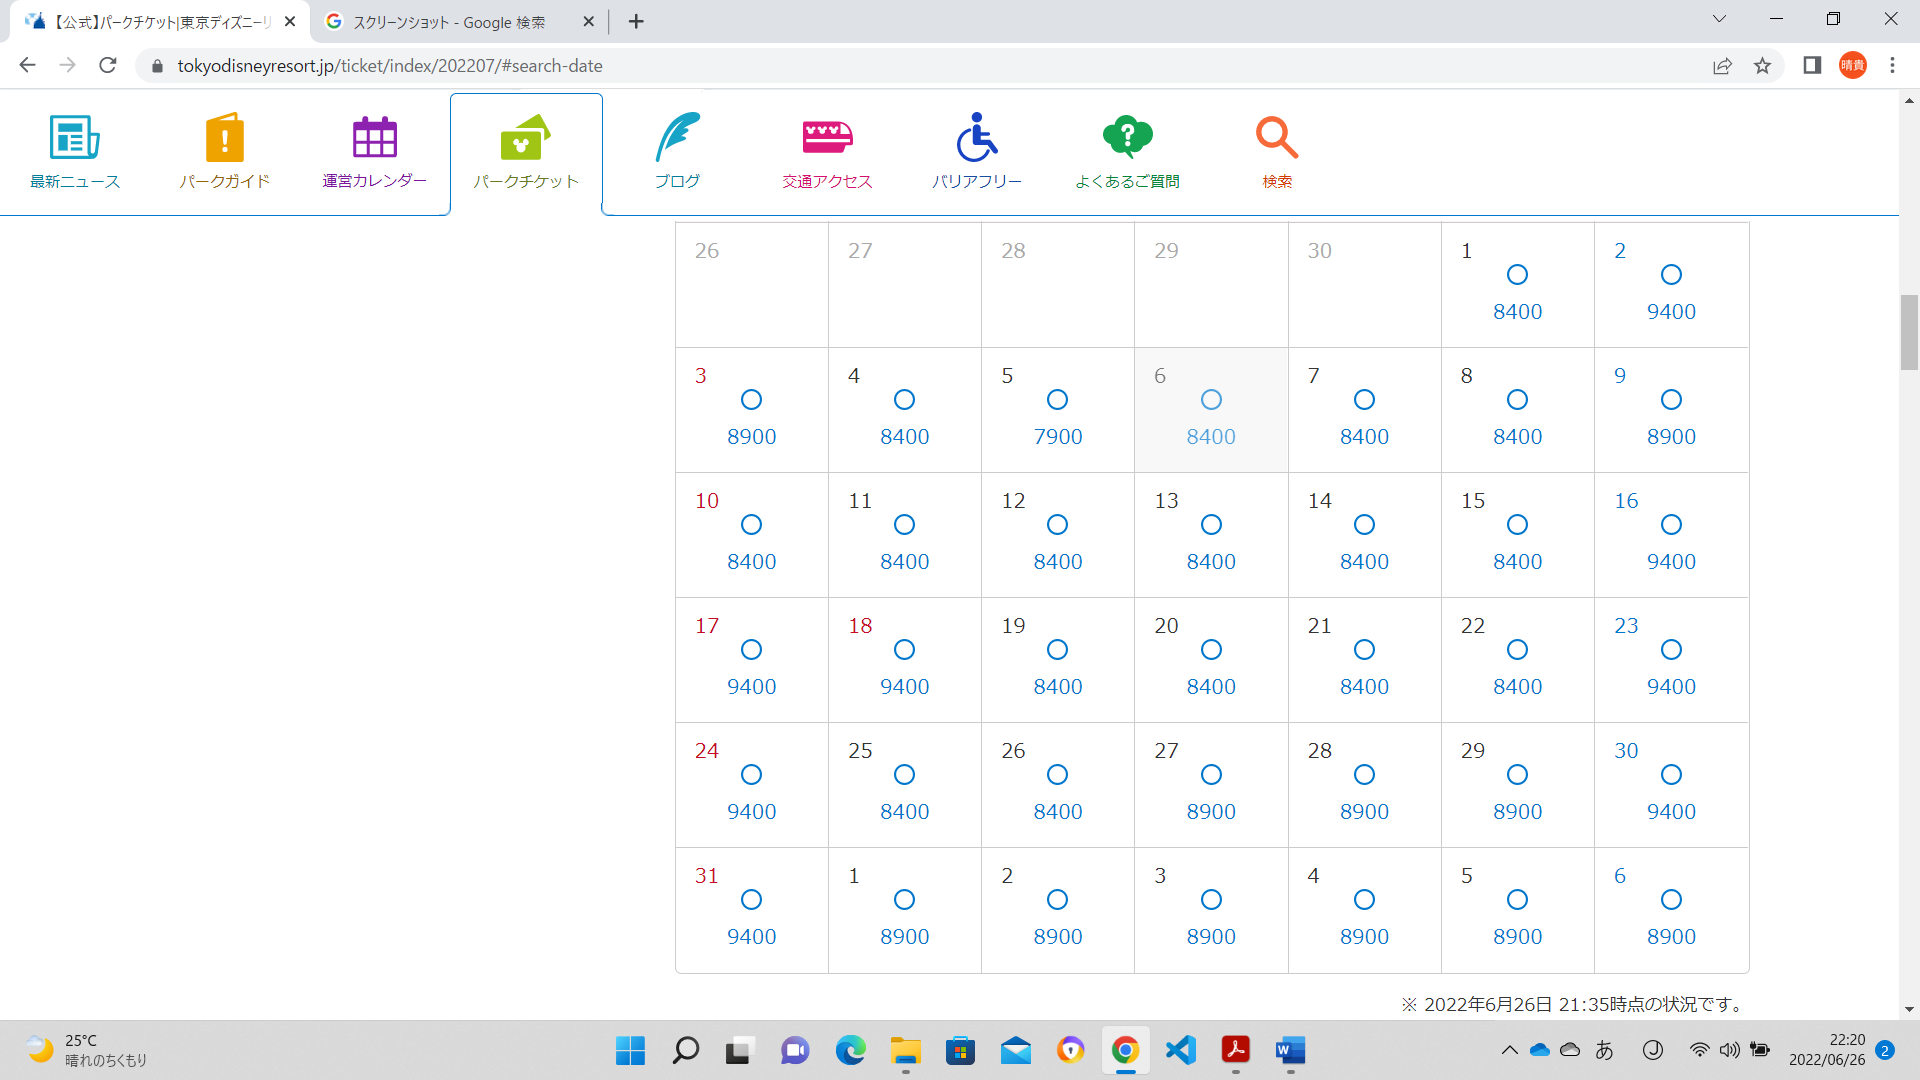 【公式】パークチケット|東京ディズニーリ
スクリーンショット - Google 検索
tokyodisneyresort.jp/ticket/index/202207/#search-date
晴貴
最新ニュース パークガイド 運営カレンダー パークチケット ブログ 交通アクセス バリアフリー よくあるご質問 検索
26 27 28 29 30 1 2
8400 9400
3 4 5 6 7 8 9
8900 8400 7900 8400 8400 8400 8900
10 11 12 13 14 15 16
8400 8400 8400 8400 8400 8400 9400
17 18 19 20 21 22 23
9400 9400 8400 8400 8400 8400 9400
24 25 26 27 28 29 30
9400 8400 8400 8900 8900 8900 9400
31 1 2 3 4 5 6
9400 8900 8900 8900 8900 8900 8900
※ 2022年6月26日 21:35時点の状況です。
25°C
晴れのちくもり
あ
22:20
2022/06/26
2